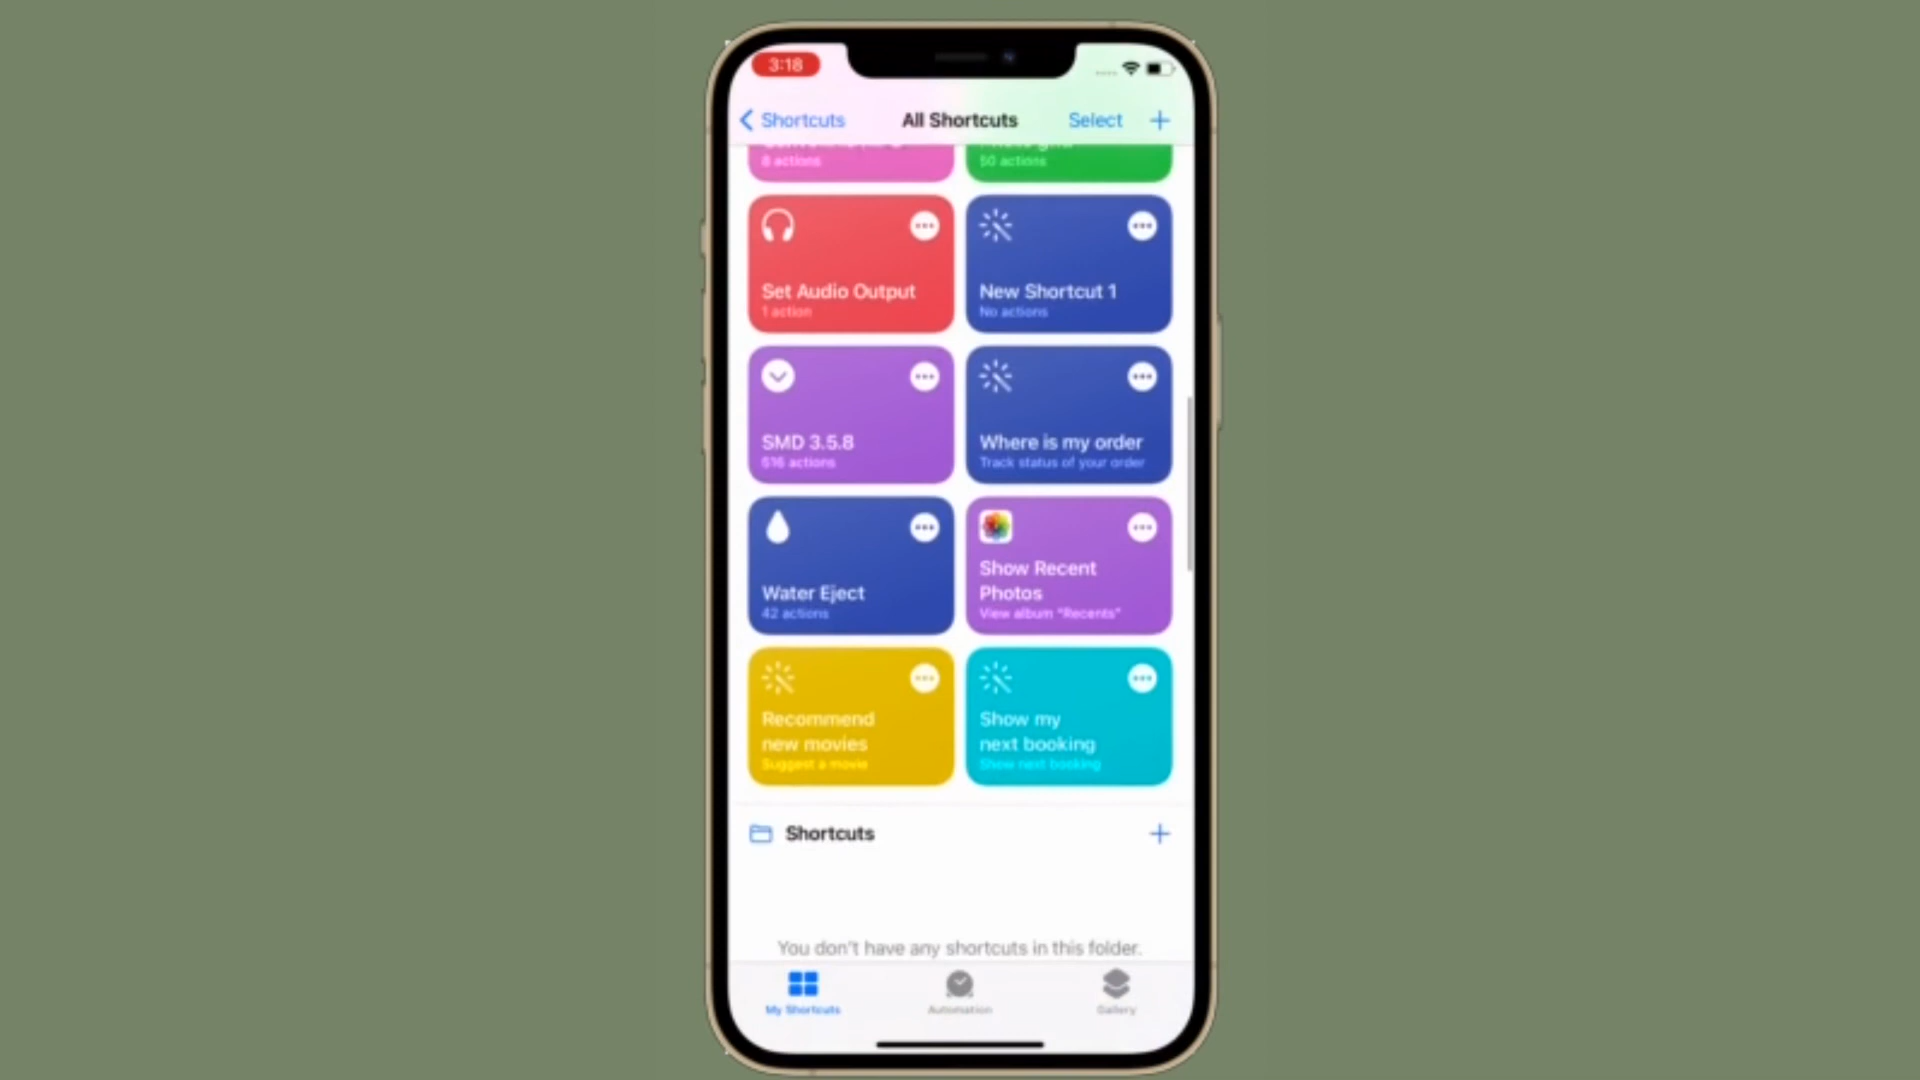 3:18
Shortcuts
All Shortcuts
Select
8 actions
50 actions
Set Audio Output
1 action
New Shortcut 1
No actions
SMD 3.5.8
516 actions
Where is my order
Track status of your order
Water Eject
42 actions
Show Recent
Photos
View album "Recents"
Recommend
new movies
Suggest a movie
Show my
next booking
Show next booking
Shortcuts
You don't have any shortcuts in this folder.
My Shortcuts
Automation
Gallery